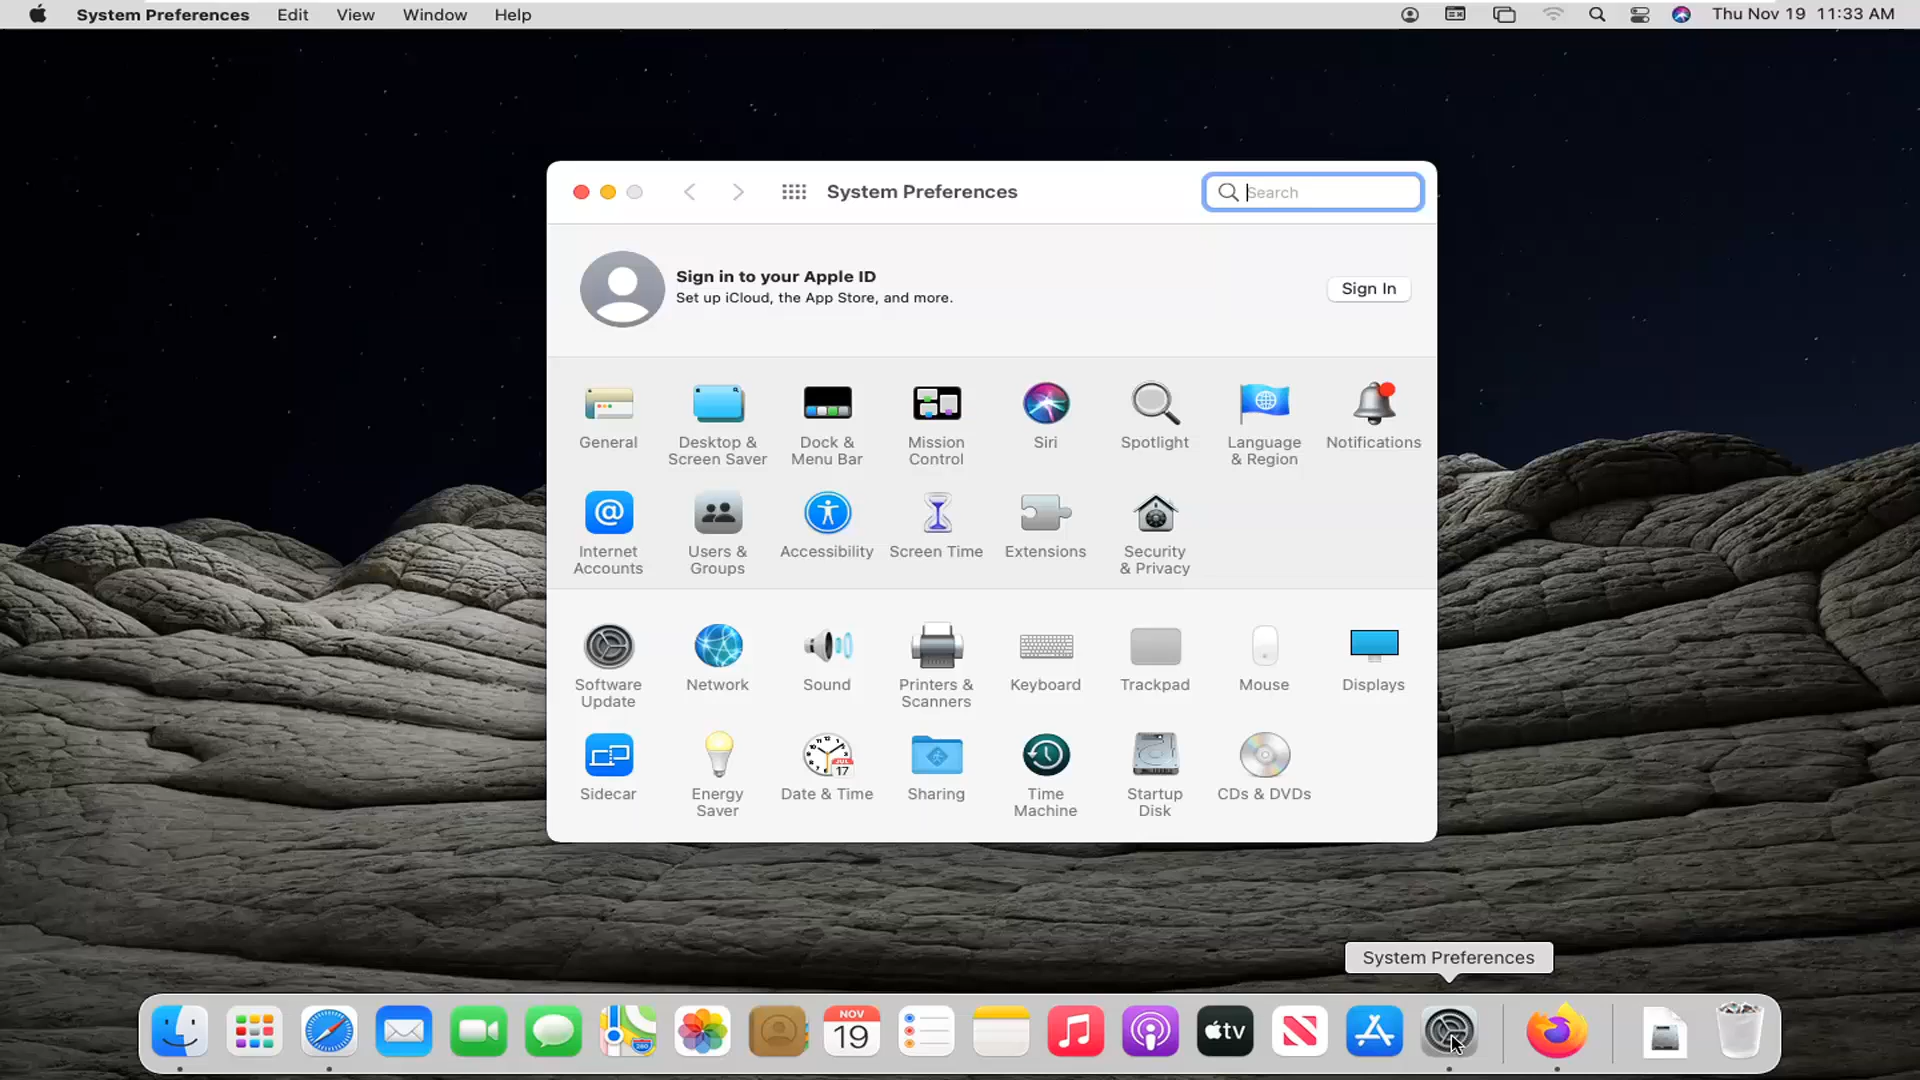 System Preferences Edit View Window Help Thu Nov 19 11:33 AM
System Preferences Search
Sign in to your Apple ID
Set up iCloud, the App Store, and more.
Sign In
General Desktop & Screen Saver Dock & Menu Bar Mission Control Siri Spotlight Language & Region Notifications
Internet Accounts Users & Groups Accessibility Screen Time Extensions Security & Privacy
Software Update Network Sound Printers & Scanners Keyboard Trackpad Mouse Displays
JUL
17
Sidecar Energy Saver Date & Time Sharing Time Machine Startup Disk CDs & DVDs
System Preferences
NOV
19
tv